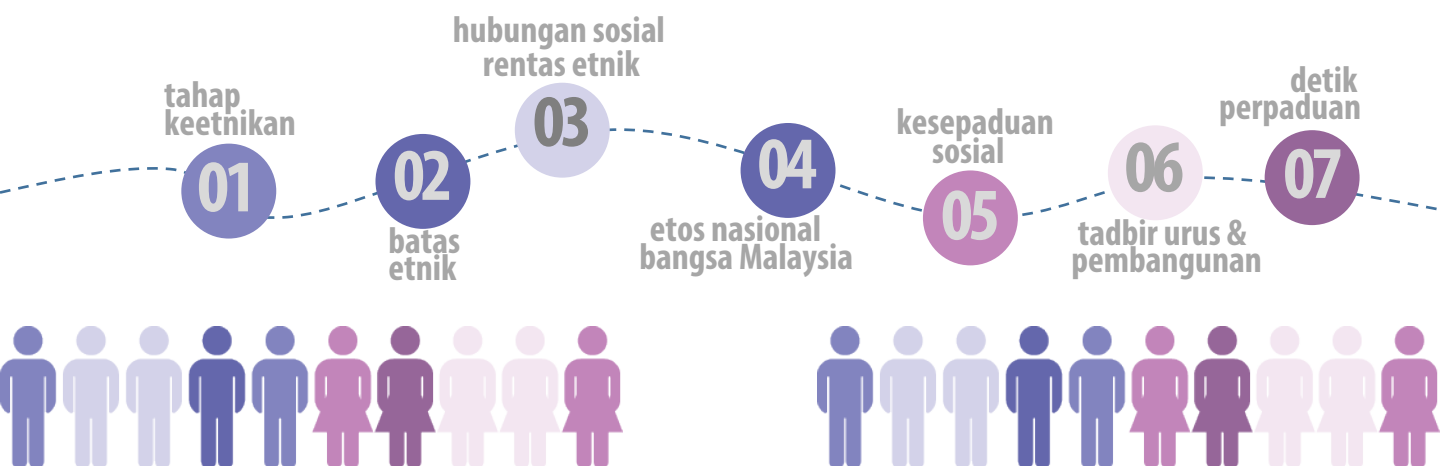 tahap
keetnikan
01
02
batas
etnik
hubungan sosial
rentas etnik
03
04
etos nasional
bangsa Malaysia
kesepaduan
sosial
05
06
tadbir urus &
pembangunan
detik
perpaduan
07